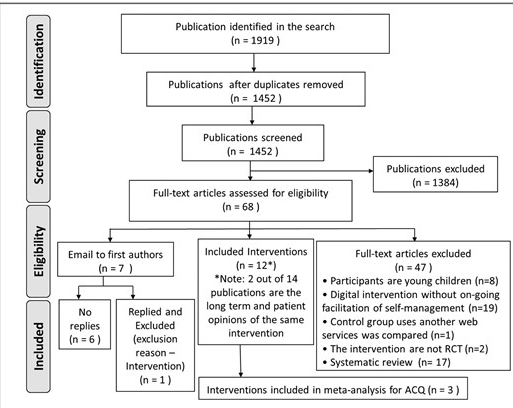 Identification
Publication identified in the search
(n = 1919 )
Publications after duplicates removed
(n = 1452 )
Screening
Publications screened
(n = 1452 )
Publications excluded
(n = 1384)
Full-text articles assessed for eligibility
(n = 68 )
Eligibility
Email to first authors
(n = 7 )
Included Interventions
(n = 12*)
*Note: 2 out of 14
publications are the
long term and patient
opinions of the same
intervention
Full-text articles excluded
(n = 47 )
• Participants are young children (n=8)
• Digital intervention without on-going
facilitation of self-management (n=19)
• Control group uses another web
services was compared (n=1)
• The intervention are not RCT (n=2)
• Systematic review (n= 17)
Included
No
replies
(n = 6 )
Replied and
Excluded
(exclusion
reason –
Intervention)
(n = 1 )
Interventions included in meta-analysis for ACQ (n = 3 )